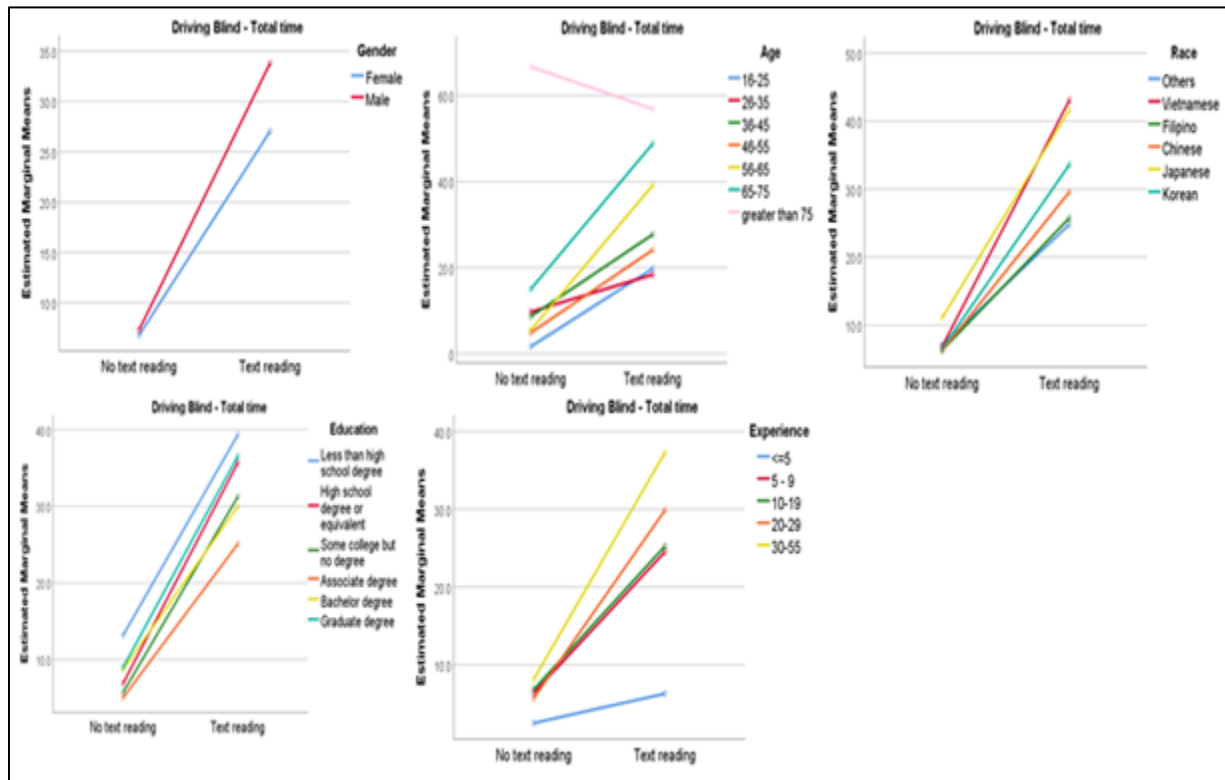 Driving Blind - Total time
Gender
Female
Male
Estimated Marginal Means
35.0
30.0
25.0
20.0
15.0
10.0
No text reading
Text reading
Driving Blind - Total time
Age
16-25
26-35
36-45
46-55
56-65
65-75
greater than 75
Estimated Marginal Means
60.0
40.0
20.0
.0
No text reading
Text reading
Driving Blind - Total time
Race
Others
Vietnamese
Filipino
Chinese
Japanese
Korean
Estimated Marginal Means
50.0
40.0
30.0
20.0
10.0
No text reading
Text reading
Driving Blind - Total time
Education
Less than high
school degree
High school
degree or
equivalent
Some college but
no degree
Associate degree
Bachelor degree
Graduate degree
Estimated Marginal Means
40.0
30.0
20.0
10.0
No text reading
Text reading
Driving Blind - Total time
Experience
<=5
5 - 9
10-19
20-29
30-55
Estimated Marginal Means
40.0
30.0
20.0
10.0
No text reading
Text reading